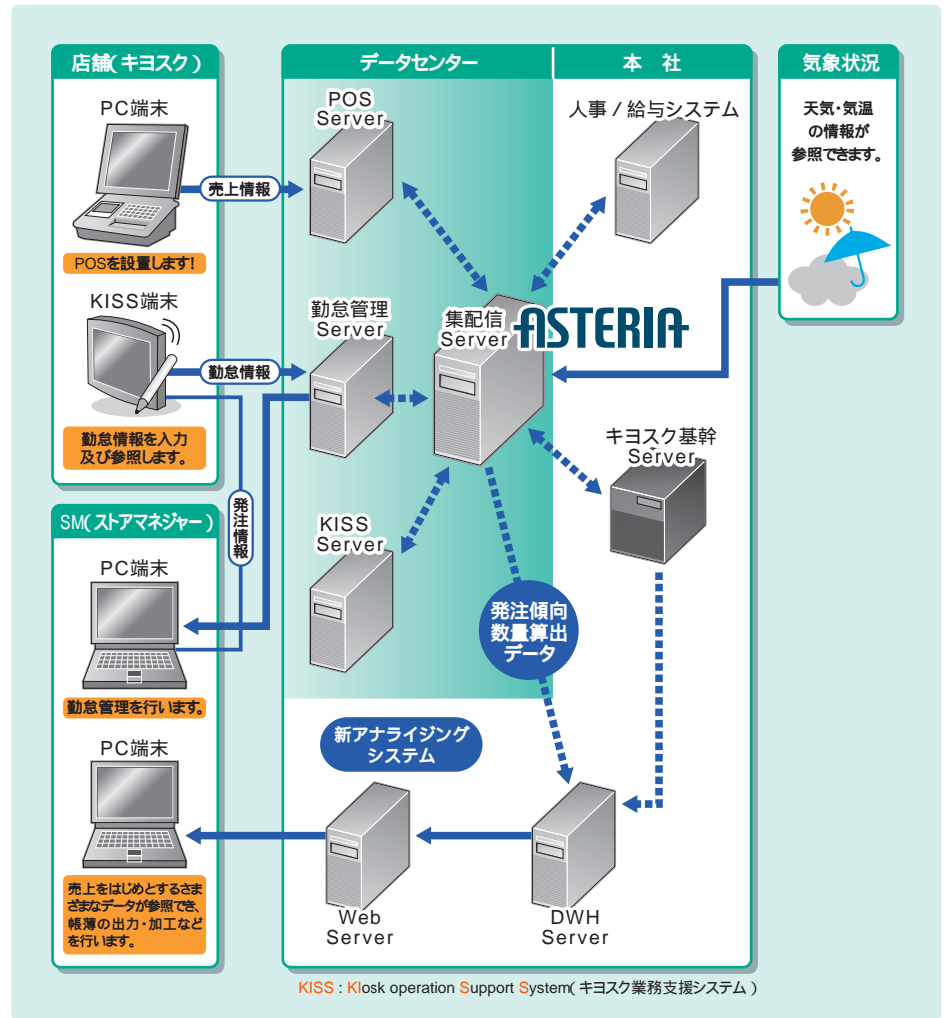 店舗(キヨスク)
PC端末
POSを設置します!
KISS端末
勤怠情報を入力
及び参照します。
売上情報
勤怠情報
発注情報
SM(ストアマネジャー)
PC端末
勤怠管理を行います。
PC端末
売上をはじめとするさま
ざまなデータが参照でき、
帳簿の出力・加工など
を行います。
データセンター
本 社
POS
Server
人事 / 給与システム
勤怠管理
Server
集配信
Server
ASTERIA
キヨスク基幹
Server
KISS
Server
発注傾向
数量算出
データ
新アナライジング
システム
Web
Server
DWH
Server
気象状況
天気・気温
の情報が
参照できます。
KISS : KIosk operation Support System(キヨスク業務支援システム)